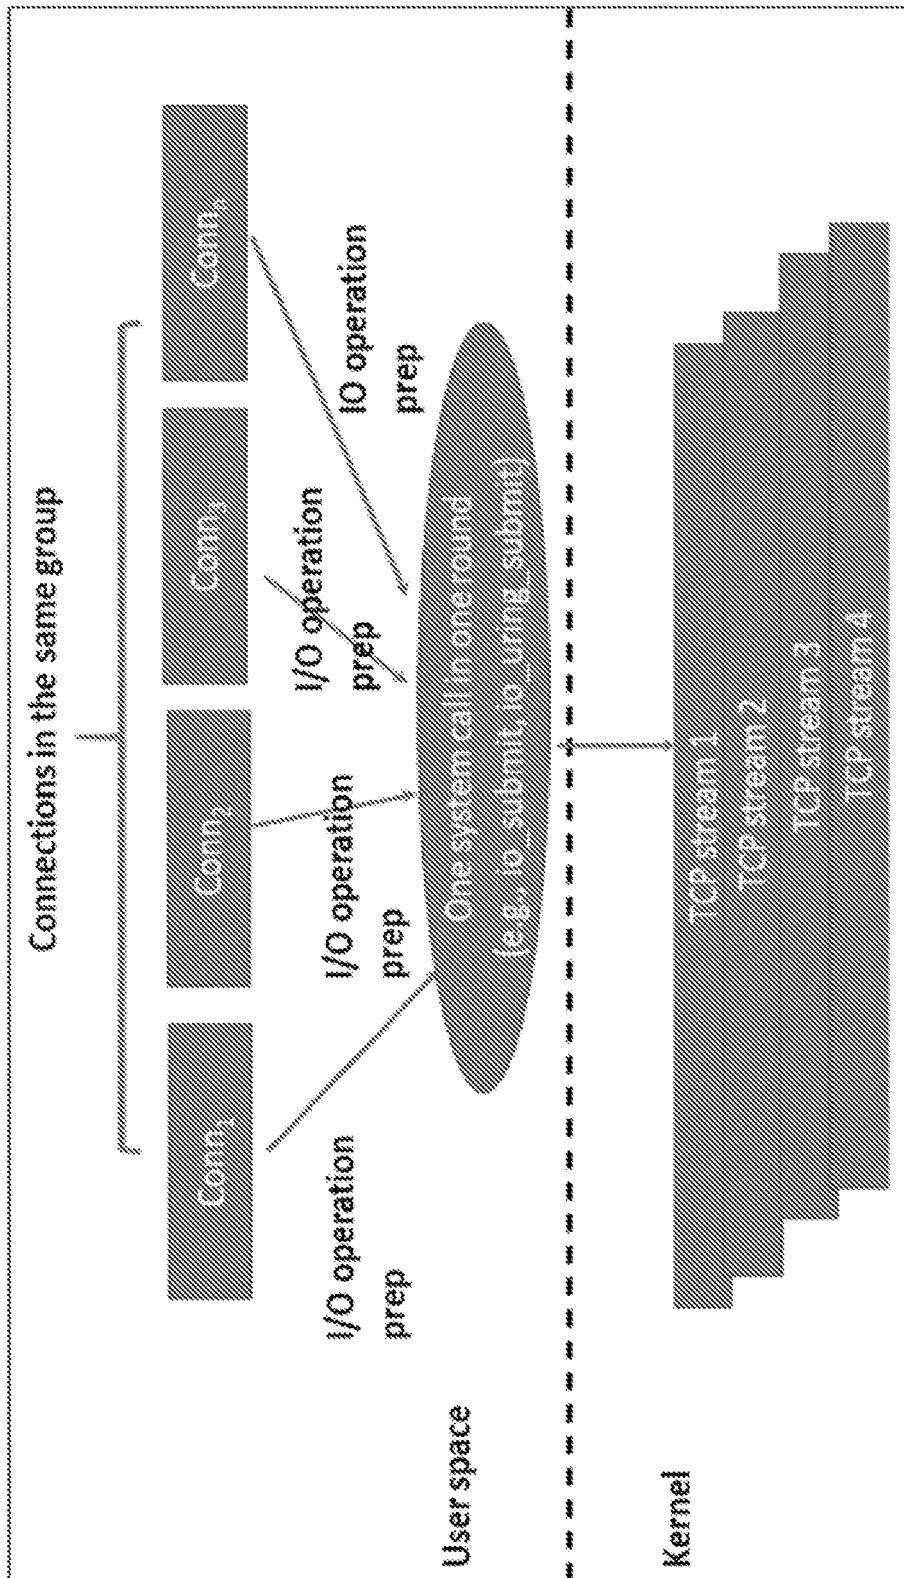 Connections in the same group
Conn₁
Conn₂
Conn₃
I/O operation
prep
I/O operation
prep
I/O operation
prep
IO operation
prep
One system call in one round
(e.g., io_submit, io_uring_submit)
User space
Kernel
TCP stream 1
TCP stream 2
TCP stream 3
TCP stream 4